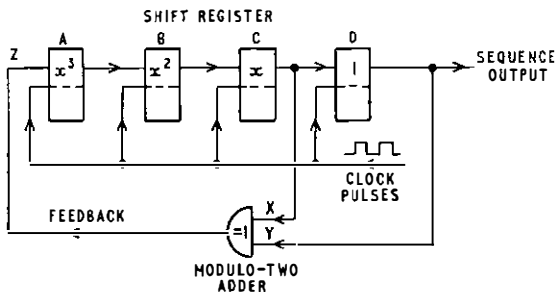 SHIFT REGISTER
A B C D
Z
x³ x² x 1
SEQUENCE
OUTPUT
CLOCK
PULSES
X
FEEDBACK
=1
Y
MODULO-TWO
ADDER